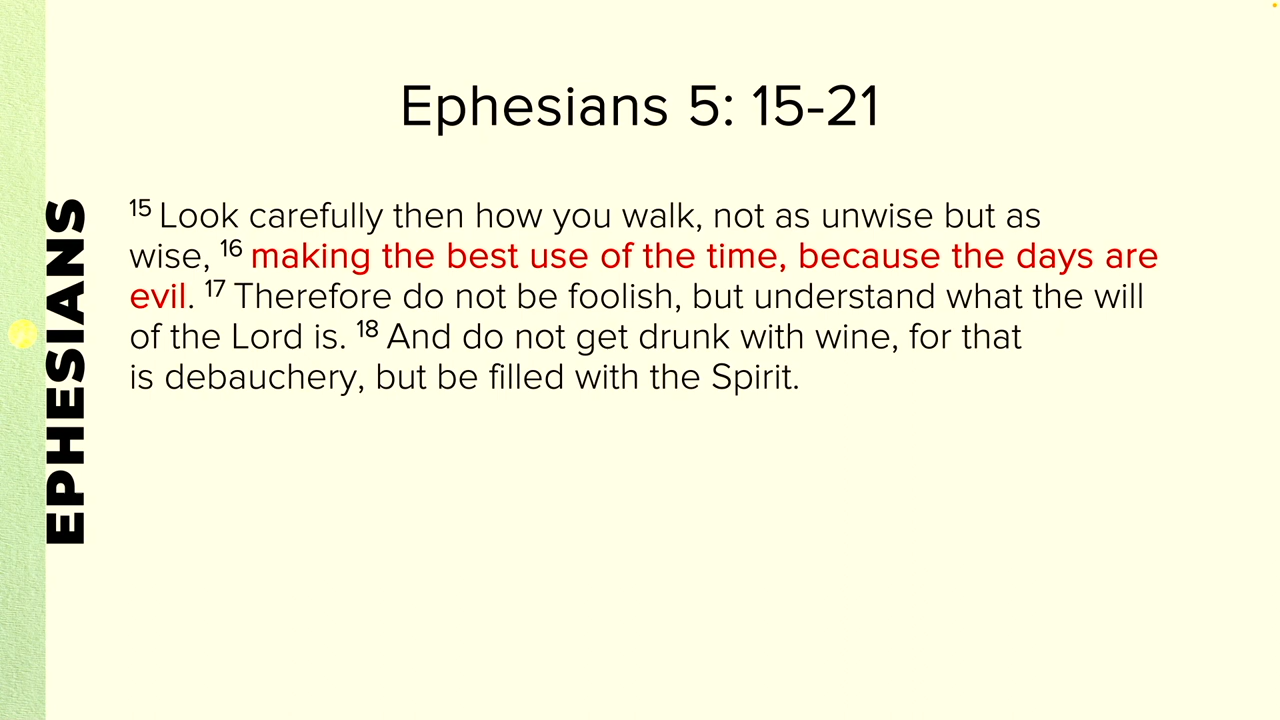 Ephesians 5: 15-21
EPHESIANS
15 Look carefully then how you walk, not as unwise but as
wise, 16 making the best use of the time, because the days are
evil. 17 Therefore do not be foolish, but understand what the will
of the Lord is. 18 And do not get drunk with wine, for that
is debauchery, but be filled with the Spirit.